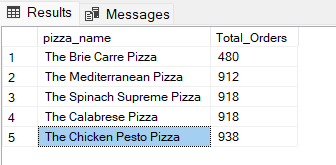 Results Messages
pizza_name Total_Orders
1 The Brie Carre Pizza 480
2 The Mediterranean Pizza 912
3 The Spinach Supreme Pizza 918
4 The Calabrese Pizza 918
5 The Chicken Pesto Pizza 938